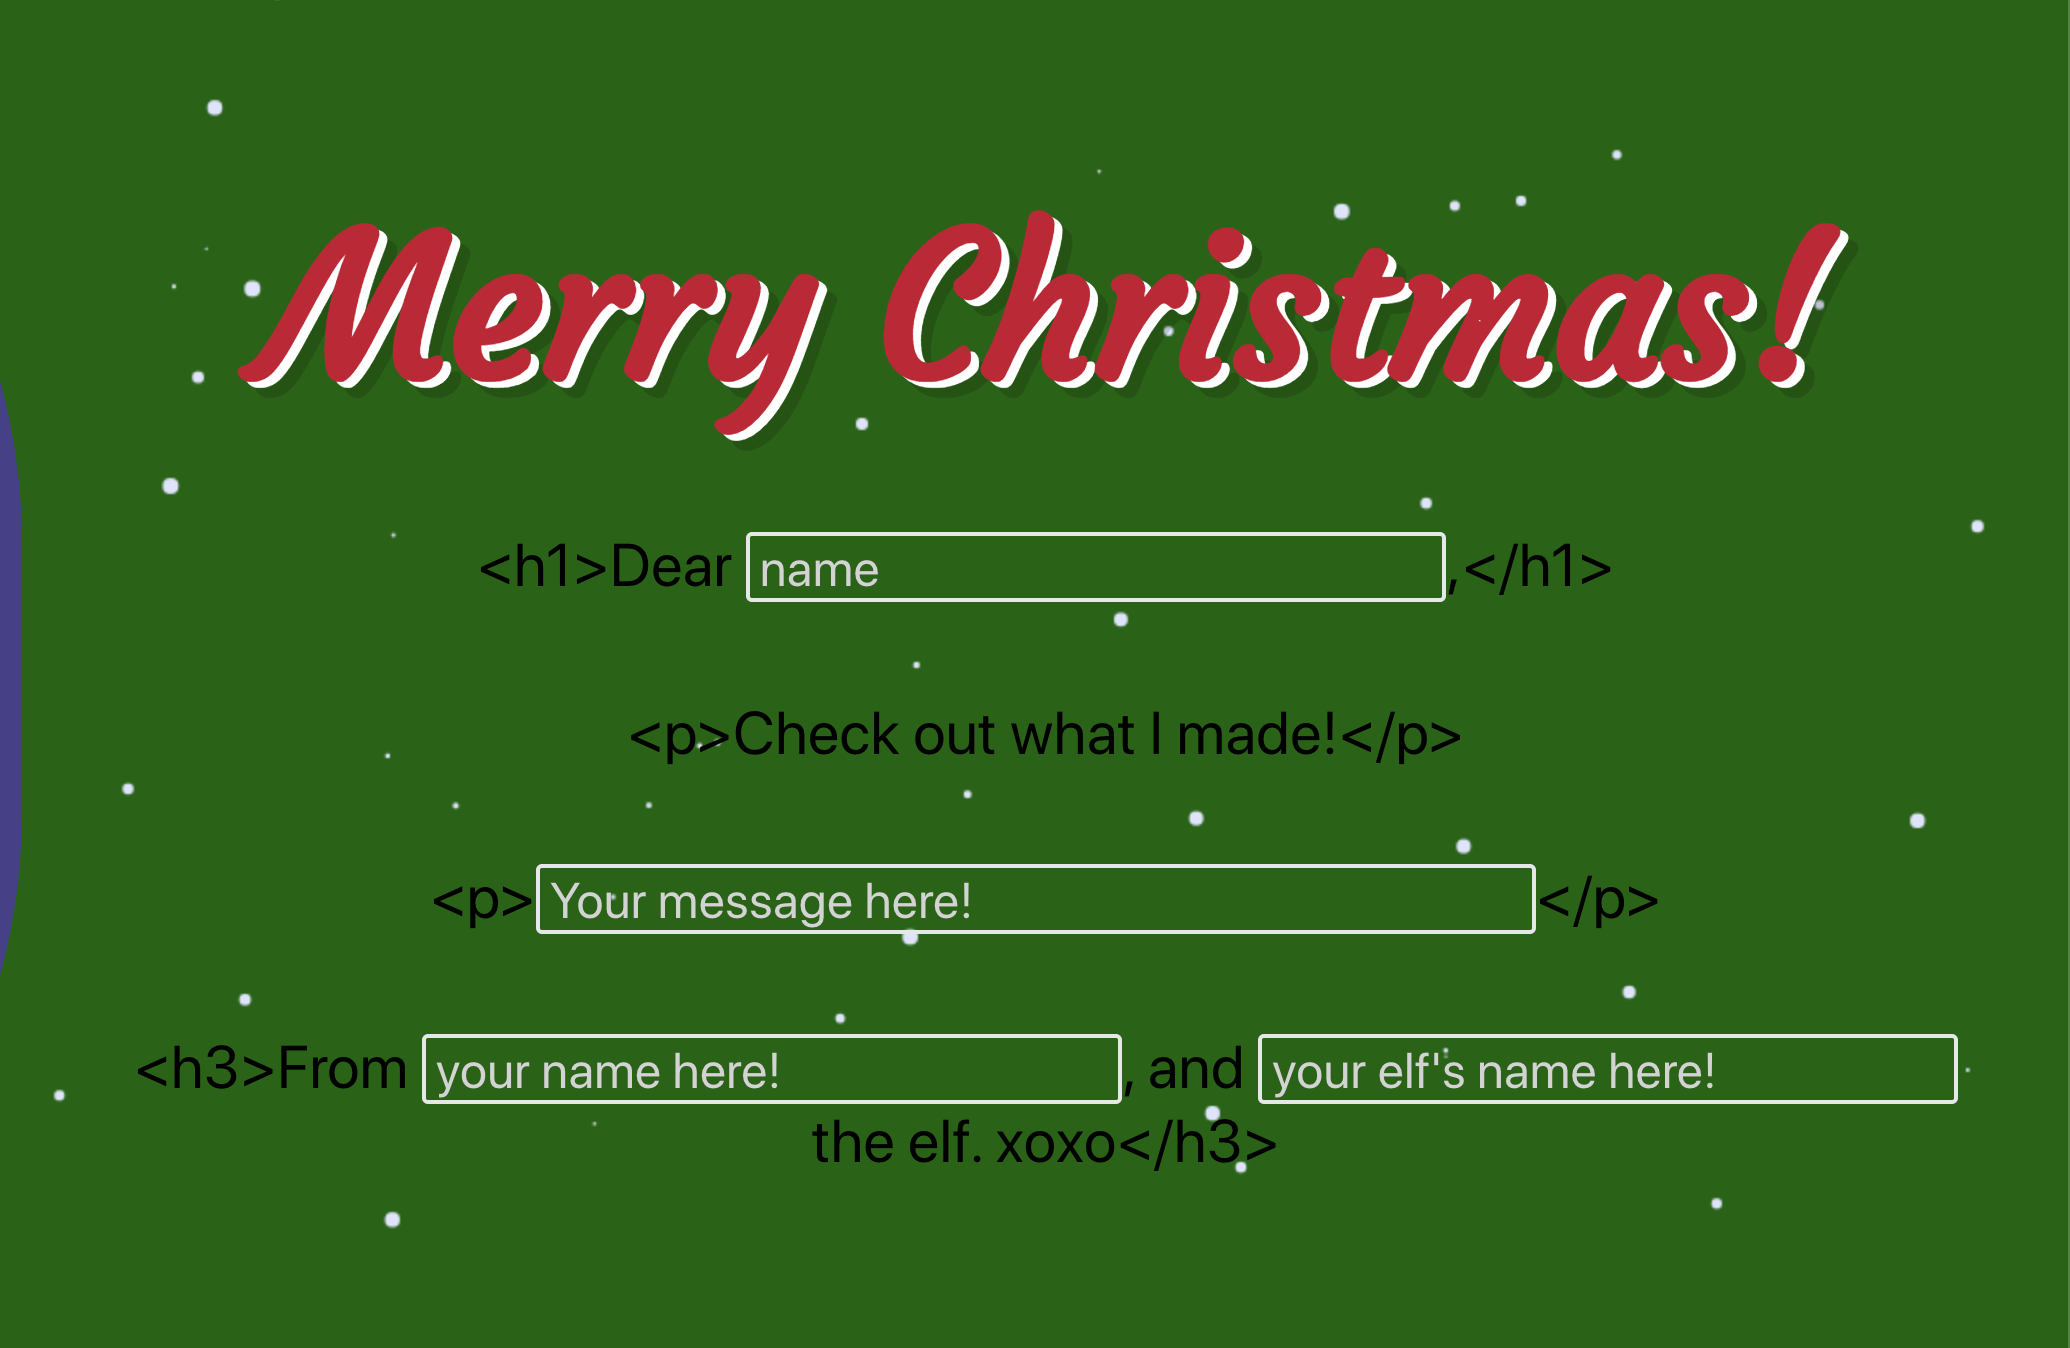 Merry Christmas!
<h1>Dear name,</h1>
<p>Check out what I made!</p>
<p>Your message here!</p>
<h3>From your name here!, and your elf's name here!
the elf. xoxo</h3>